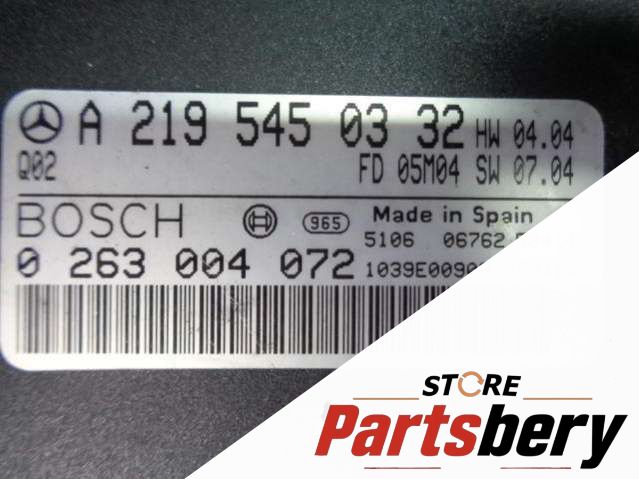 A 219 545 03 32 HW 04.04
Q02 FD 05M04 SW 07.04
BOSCH 965 Made in Spain
5106 06762
0 263 004 072
STORE
Partsbery